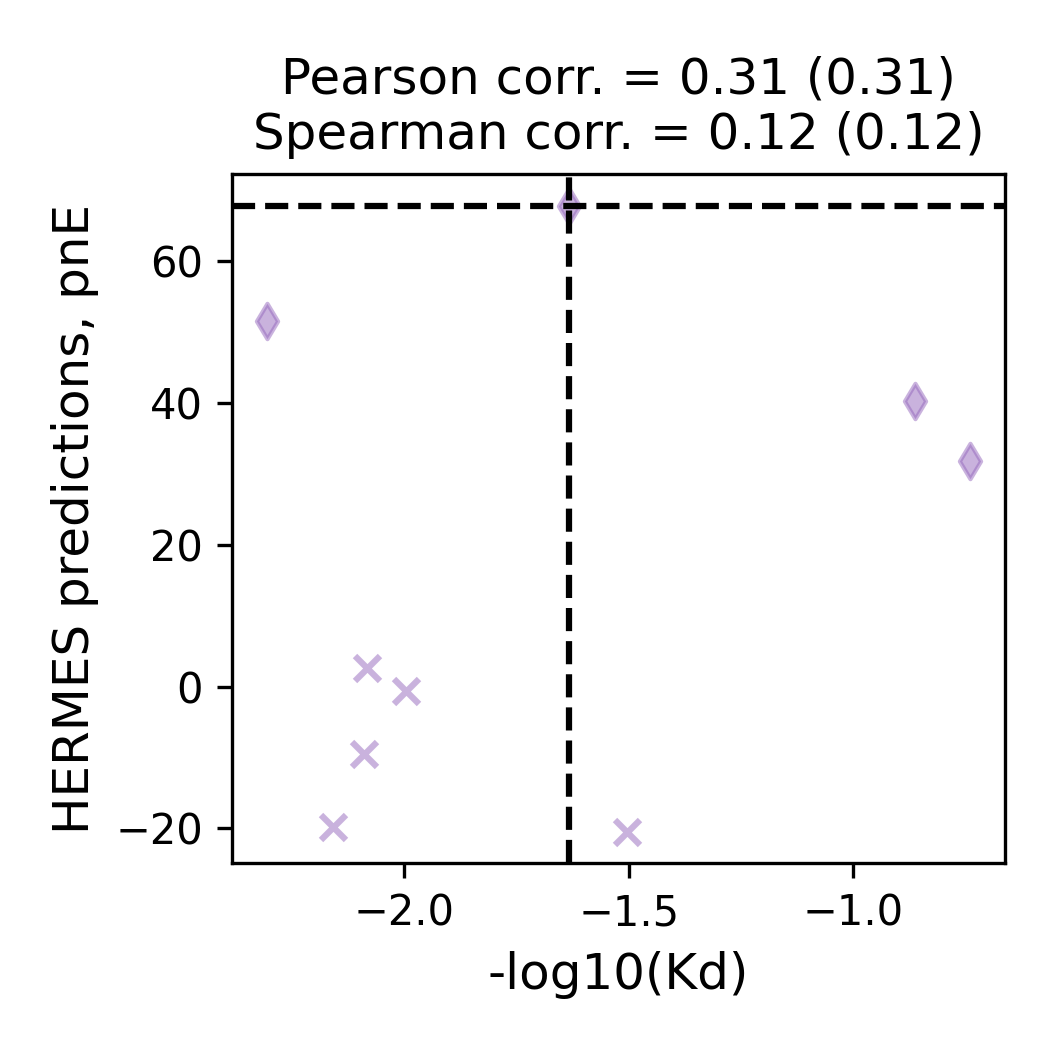 Pearson corr. = 0.31 (0.31)
Spearman corr. = 0.12 (0.12)
HERMES predictions, pnE
60
40
20
0
−20
−2.0
−1.5
−1.0
-log10(Kd)